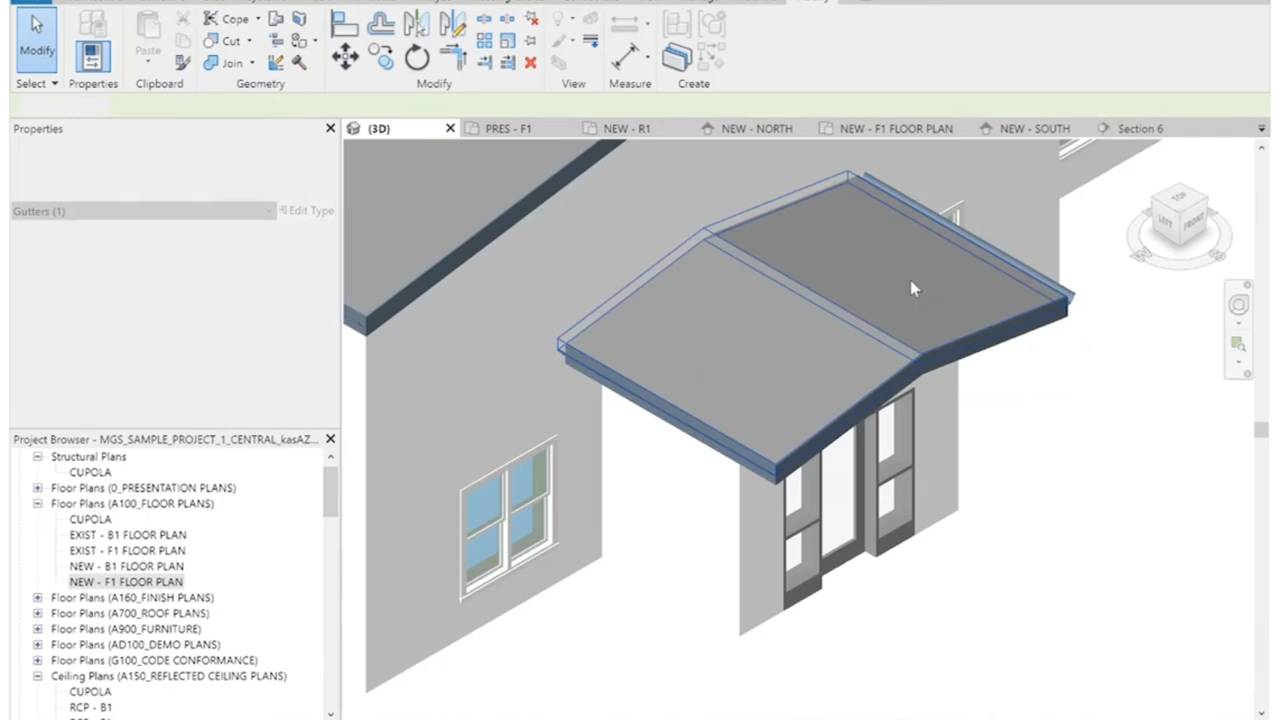 Modify
Select
Properties
Paste
Clipboard
Cope
Cut
Join
Geometry
Modify
View
Measure
Create
Properties
{3D}
PRES - F1
NEW - R1
NEW - NORTH
NEW - F1 FLOOR PLAN
NEW - SOUTH
Section 6
Gutters (1)
Edit Type
TOP
LEFT
FRONT
Project Browser - MGS_SAMPLE_PROJECT_1_CENTRAL_kasAZ...
Structural Plans
CUPOLA
Floor Plans (0_PRESENTATION PLANS)
Floor Plans (A100_FLOOR PLANS)
CUPOLA
EXIST - B1 FLOOR PLAN
EXIST - F1 FLOOR PLAN
NEW - B1 FLOOR PLAN
NEW - F1 FLOOR PLAN
Floor Plans (A160_FINISH PLANS)
Floor Plans (A700_ROOF PLANS)
Floor Plans (A900_FURNITURE)
Floor Plans (AD100_DEMO PLANS)
Floor Plans (G100_CODE CONFORMANCE)
Ceiling Plans (A150_REFLECTED CEILING PLANS)
CUPOLA
RCP - B1